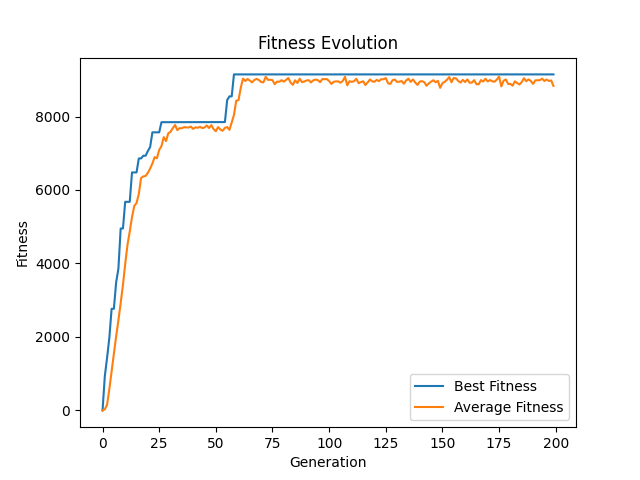 Fitness Evolution
Fitness
8000
6000
4000
2000
0
0 25 50 75 100 125 150 175 200
Generation
Best Fitness
Average Fitness